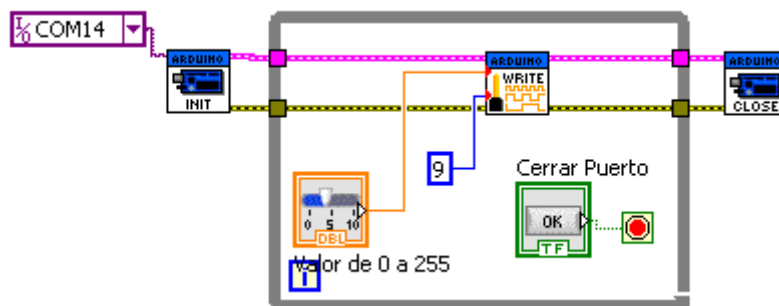 I/O COM14
ARDUINO
INIT
ARDUINO
WRITE
ARDUINO
CLOSE
9
0 5 10
DBL
Valor de 0 a 255
i
Cerrar Puerto
OK
TF